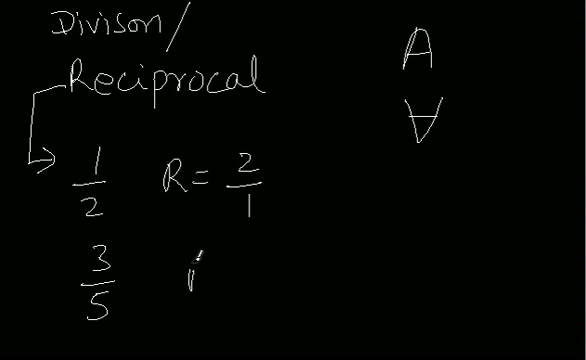 Divison/
Reciprocal
A
∀
1/2 R = 2/1
3/5